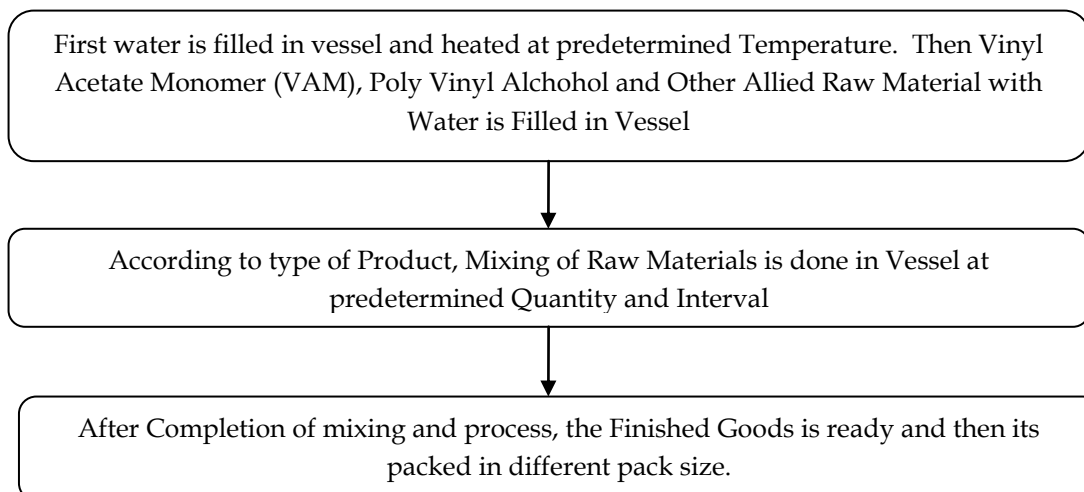 First water is filled in vessel and heated at predetermined Temperature. Then Vinyl
Acetate Monomer (VAM), Poly Vinyl Alchohol and Other Allied Raw Material with
Water is Filled in Vessel
According to type of Product, Mixing of Raw Materials is done in Vessel at
predetermined Quantity and Interval
After Completion of mixing and process, the Finished Goods is ready and then its
packed in different pack size.